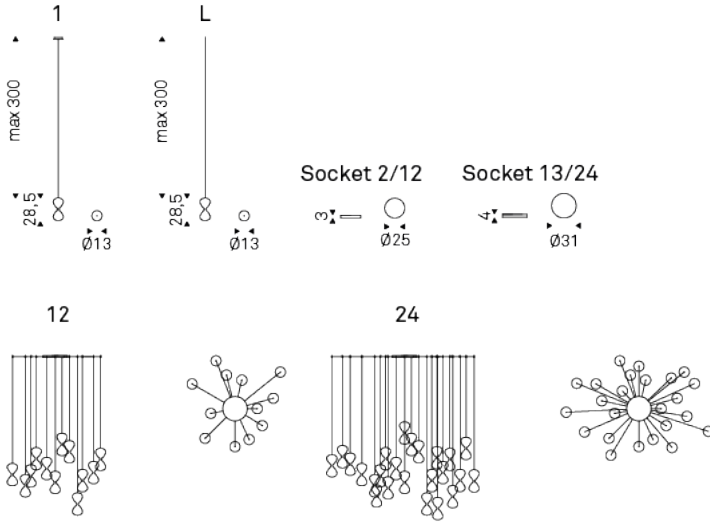 1
L
max 300
max 300
28,5
Ø13
28,5
Ø13
Socket 2/12
Socket 13/24
3
Ø25
4
Ø31
12
24